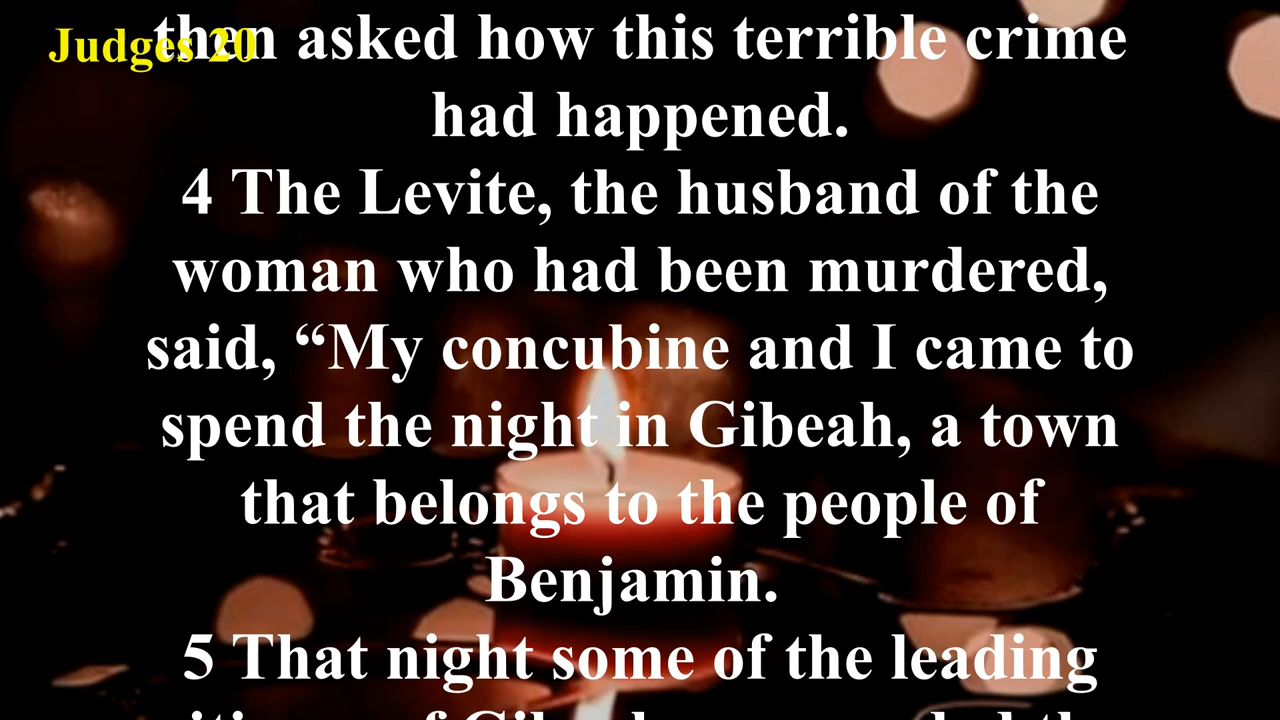 Judges 20
then asked how this terrible crime
had happened.
4 The Levite, the husband of the
woman who had been murdered,
said, “My concubine and I came to
spend the night in Gibeah, a town
that belongs to the people of
Benjamin.
5 That night some of the leading